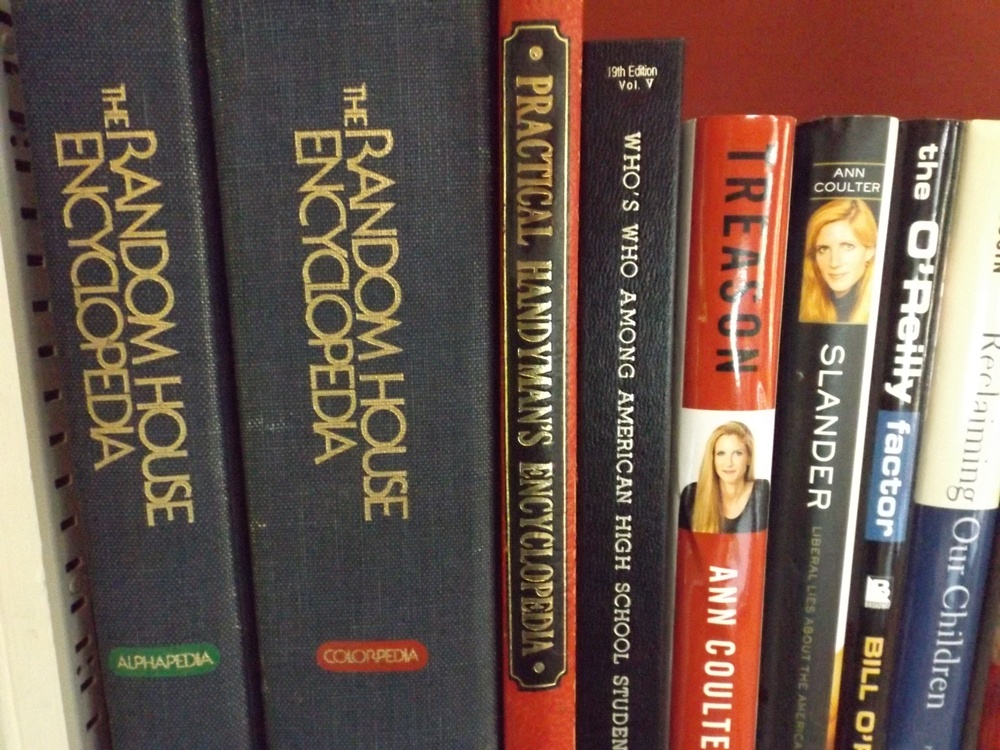 THE
RANDOM HOUSE
ENCYCLOPEDIA
ALPHAPEDIA
THE
RANDOM HOUSE
ENCYCLOPEDIA
COLORPEDIA
PRACTICAL HANDYMAN'S ENCYCLOPEDIA
19th Edition
Vol. V
WHO'S WHO AMONG AMERICAN HIGH SCHOOL STUDEN
TREASON
ANN COULTE
ANN
COULTER
SLANDER
LIBERAL LIES ABOUT THE AMERIC
the O'Reilly factor
BILL O'R
Reclaiming Our Children